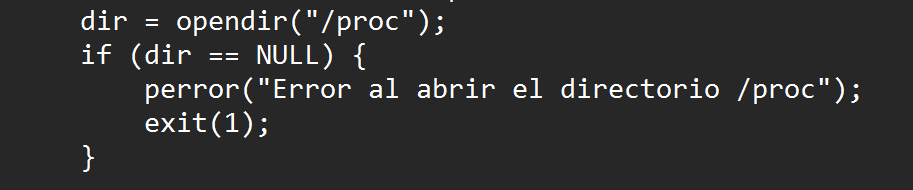 dir = opendir("/proc");
if (dir == NULL) {
perror("Error al abrir el directorio /proc");
exit(1);
}